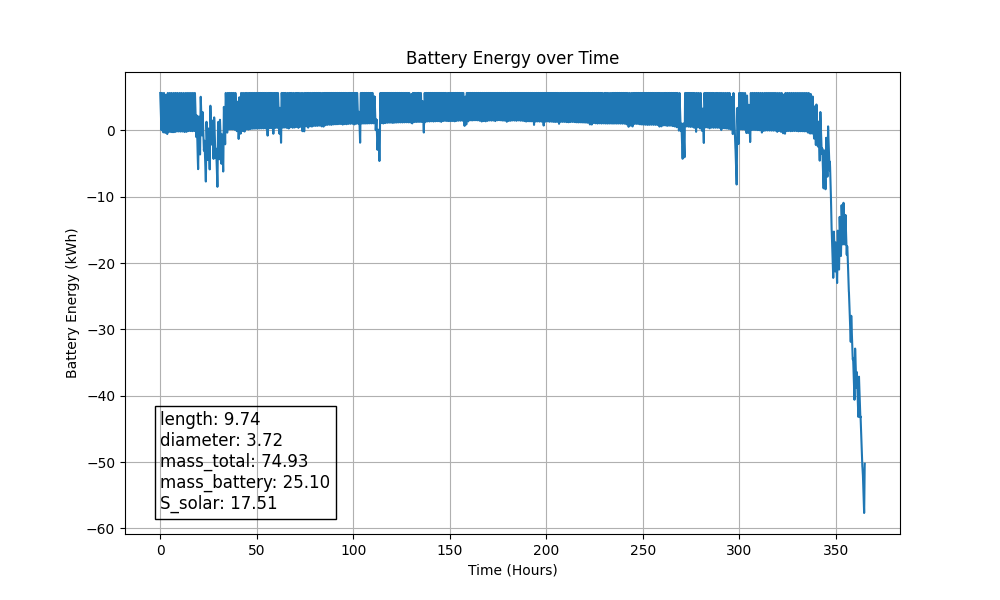 Battery Energy over Time
Battery Energy (kWh)
0
−10
−20
−30
−40
−50
−60
length: 9.74
diameter: 3.72
mass_total: 74.93
mass_battery: 25.10
S_solar: 17.51
0 50 100 150 200 250 300 350
Time (Hours)